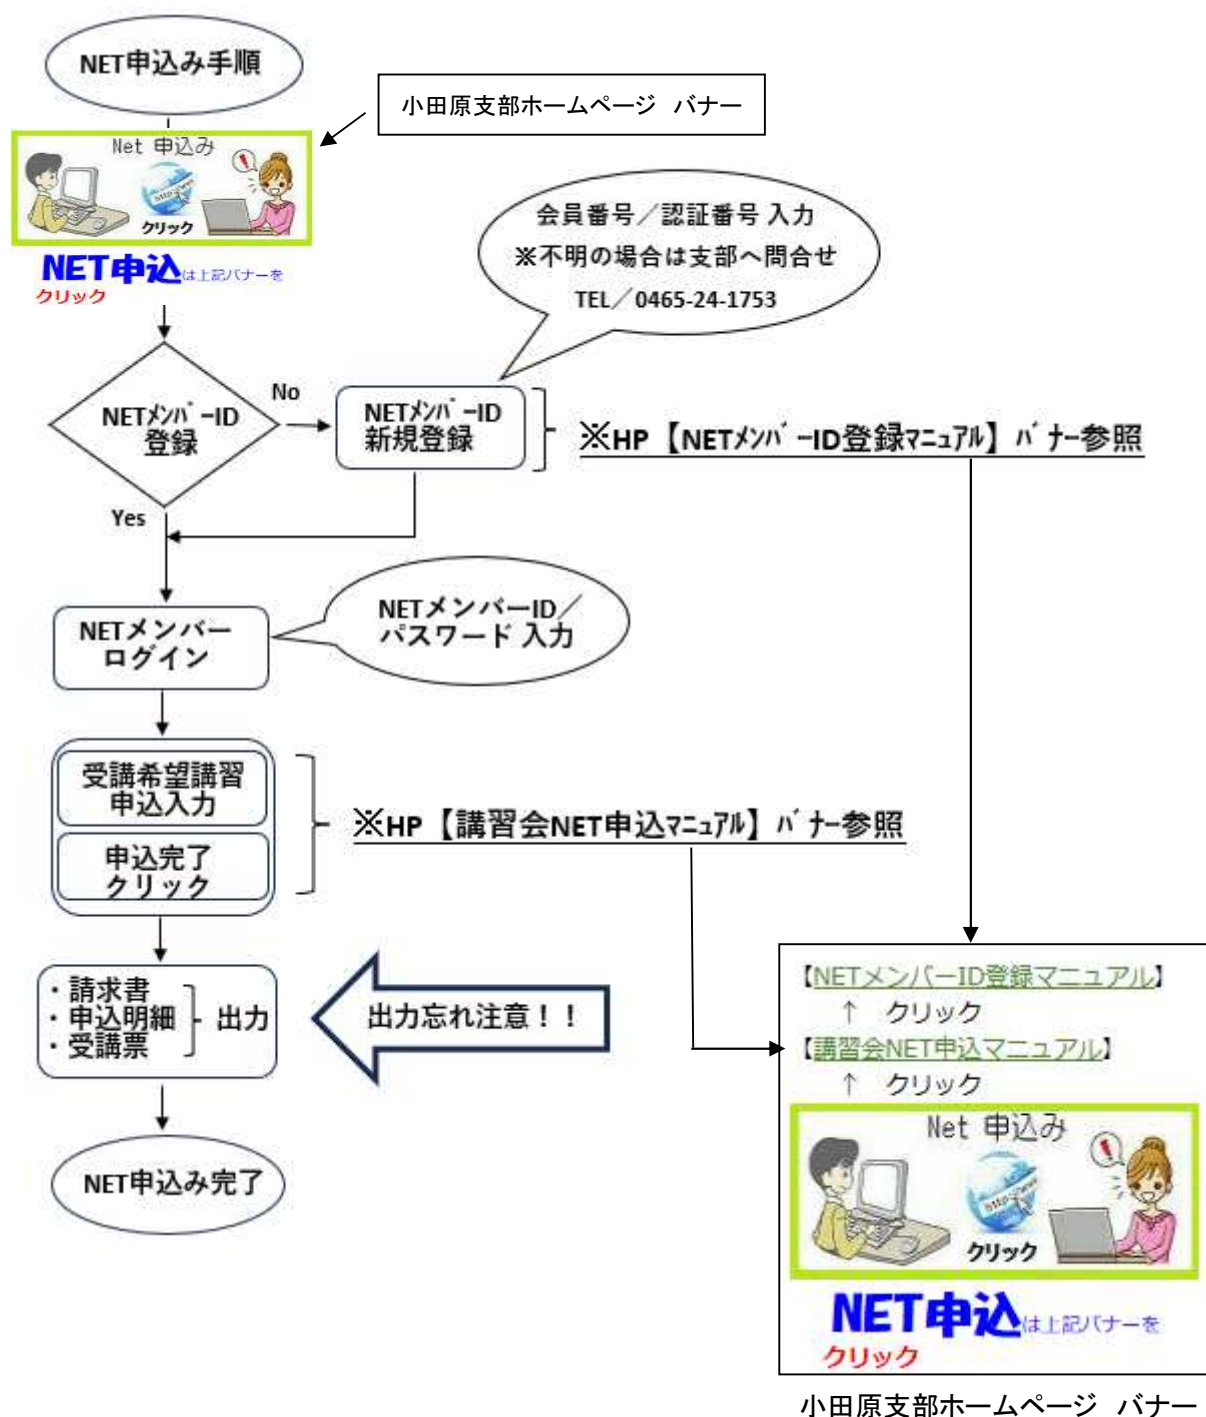 NET申込み手順
小田原支部ホームページ バナー
Net 申込み
クリック
NET申込は上記バナーを
クリック
会員番号／認証番号 入力
※不明の場合は支部へ問合せ
TEL／0465-24-1753
NETﾒﾝﾊﾞｰID
登録
No
Yes
NETﾒﾝﾊﾞｰID
新規登録
※HP【NETﾒﾝﾊﾞｰID登録ﾏﾆｭｱﾙ】ﾊﾞﾅｰ参照
NETメンバー
ログイン
NETメンバーID／
パスワード 入力
受講希望講習
申込入力
申込完了
クリック
※HP【講習会NET申込ﾏﾆｭｱﾙ】ﾊﾞﾅｰ参照
・請求書
・申込明細
・受講票
出力
出力忘れ注意！！
NET申込み完了
【NETメンバーID登録マニュアル】
↑ クリック
【講習会NET申込マニュアル】
↑ クリック
Net 申込み
クリック
NET申込は上記バナーを
クリック
小田原支部ホームページ バナー